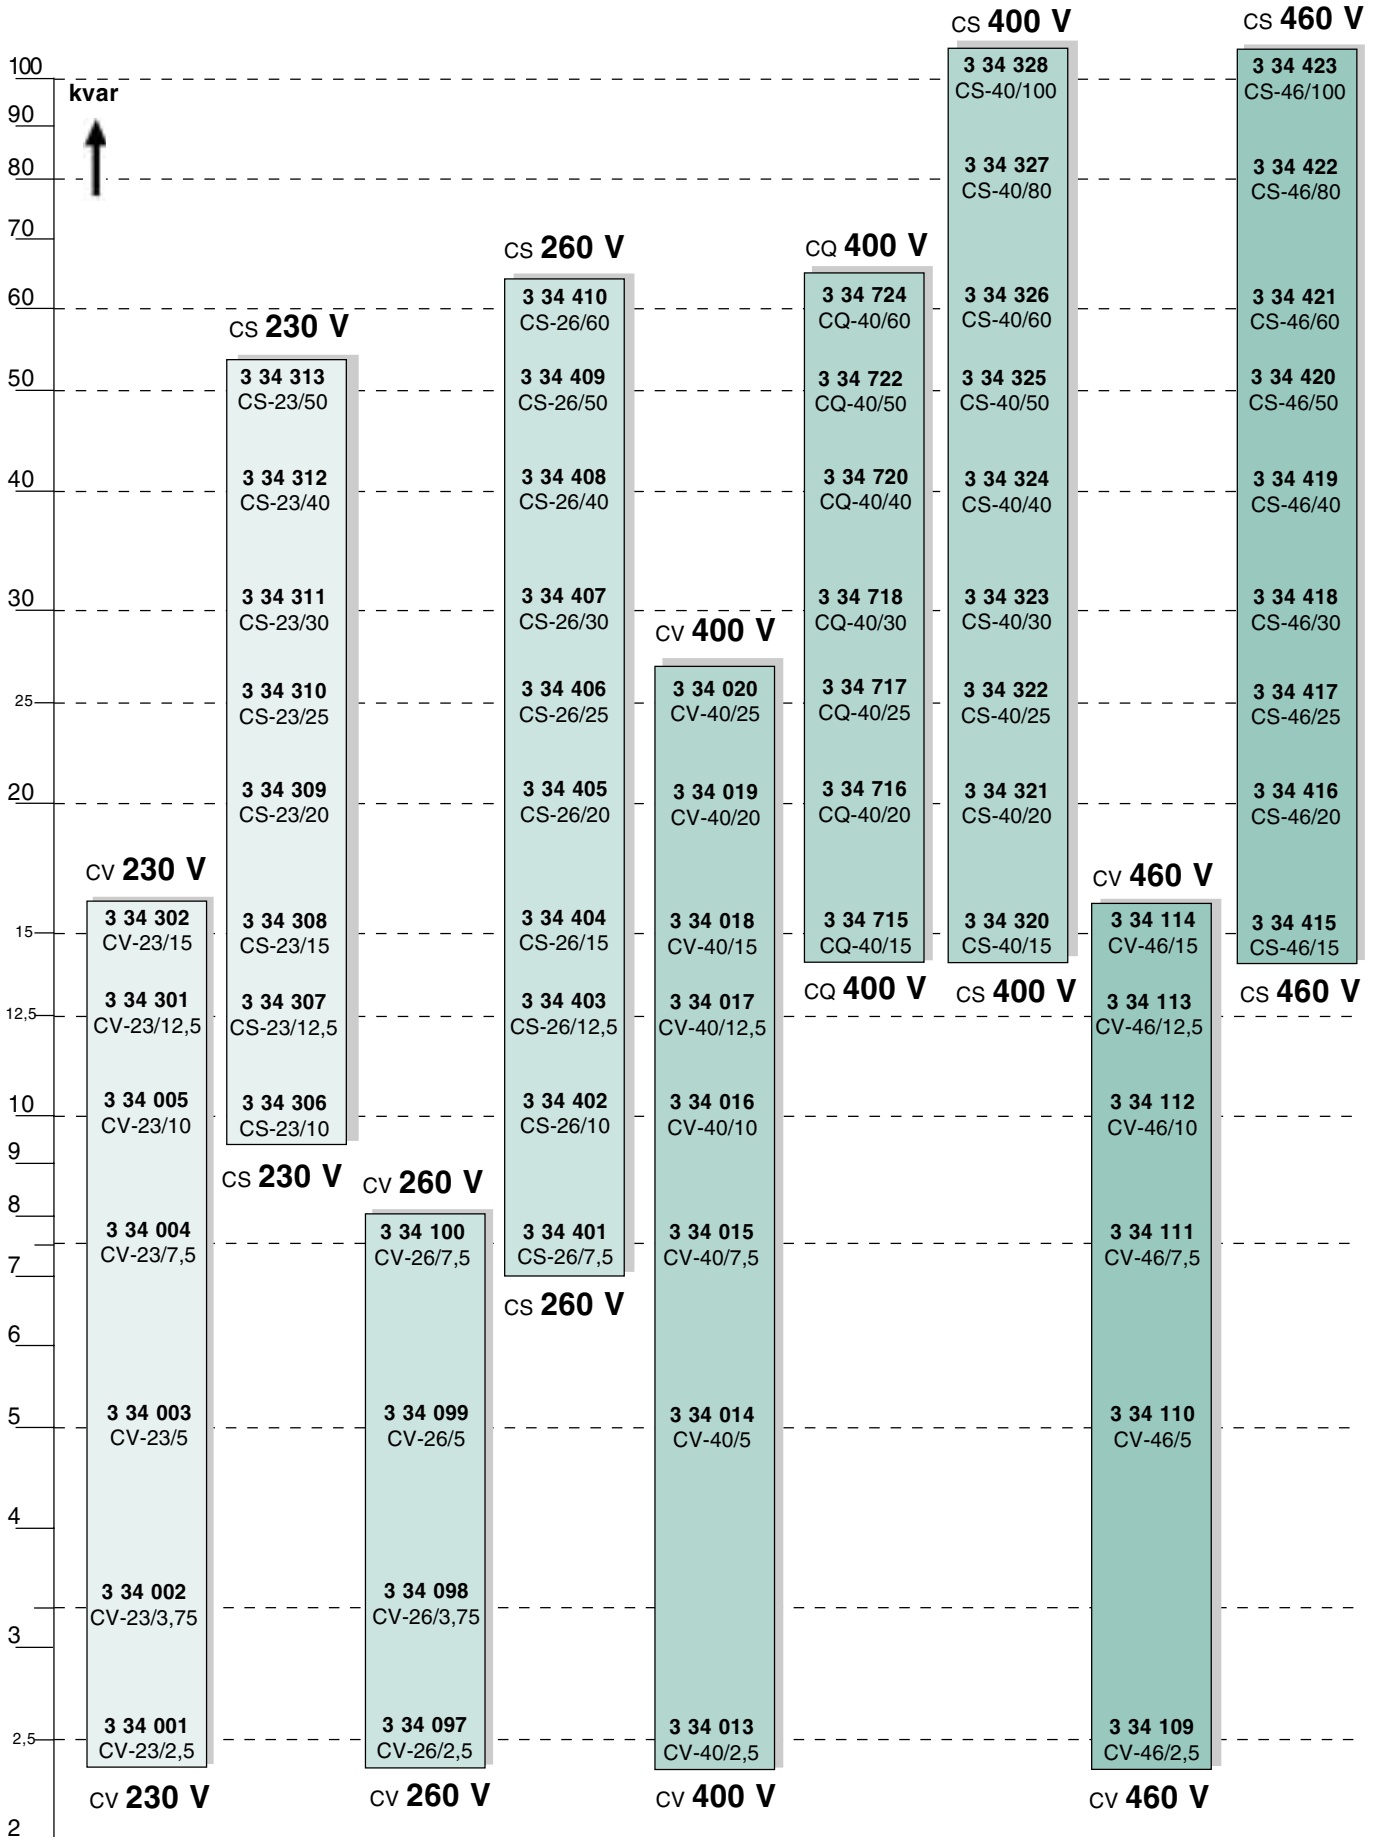 100
90
80
70
60
50
40
30
25
20
15
12,5
10
9
8
7
6
5
4
3
2,5
2
kvar
CV 230 V
3 34 302
CV-23/15
3 34 301
CV-23/12,5
3 34 005
CV-23/10
3 34 004
CV-23/7,5
3 34 003
CV-23/5
3 34 002
CV-23/3,75
3 34 001
CV-23/2,5
CV 230 V
CS 230 V
3 34 313
CS-23/50
3 34 312
CS-23/40
3 34 311
CS-23/30
3 34 310
CS-23/25
3 34 309
CS-23/20
3 34 308
CS-23/15
3 34 307
CS-23/12,5
3 34 306
CS-23/10
CS 230 V
CV 260 V
3 34 100
CV-26/7,5
3 34 099
CV-26/5
3 34 098
CV-26/3,75
3 34 097
CV-26/2,5
CV 260 V
CS 260 V
3 34 410
CS-26/60
3 34 409
CS-26/50
3 34 408
CS-26/40
3 34 407
CS-26/30
3 34 406
CS-26/25
3 34 405
CS-26/20
3 34 404
CS-26/15
3 34 403
CS-26/12,5
3 34 402
CS-26/10
3 34 401
CS-26/7,5
CS 260 V
CV 400 V
3 34 020
CV-40/25
3 34 019
CV-40/20
3 34 018
CV-40/15
3 34 017
CV-40/12,5
3 34 016
CV-40/10
3 34 015
CV-40/7,5
3 34 014
CV-40/5
3 34 013
CV-40/2,5
CV 400 V
CQ 400 V
3 34 724
CQ-40/60
3 34 722
CQ-40/50
3 34 720
CQ-40/40
3 34 718
CQ-40/30
3 34 717
CQ-40/25
3 34 716
CQ-40/20
3 34 715
CQ-40/15
CQ 400 V
CS 400 V
3 34 328
CS-40/100
3 34 327
CS-40/80
3 34 326
CS-40/60
3 34 325
CS-40/50
3 34 324
CS-40/40
3 34 323
CS-40/30
3 34 322
CS-40/25
3 34 321
CS-40/20
3 34 320
CS-40/15
CS 400 V
CV 460 V
3 34 114
CV-46/15
3 34 113
CV-46/12,5
3 34 112
CV-46/10
3 34 111
CV-46/7,5
3 34 110
CV-46/5
3 34 109
CV-46/2,5
CV 460 V
CS 460 V
3 34 423
CS-46/100
3 34 422
CS-46/80
3 34 421
CS-46/60
3 34 420
CS-46/50
3 34 419
CS-46/40
3 34 418
CS-46/30
3 34 417
CS-46/25
3 34 416
CS-46/20
3 34 415
CS-46/15
CS 460 V